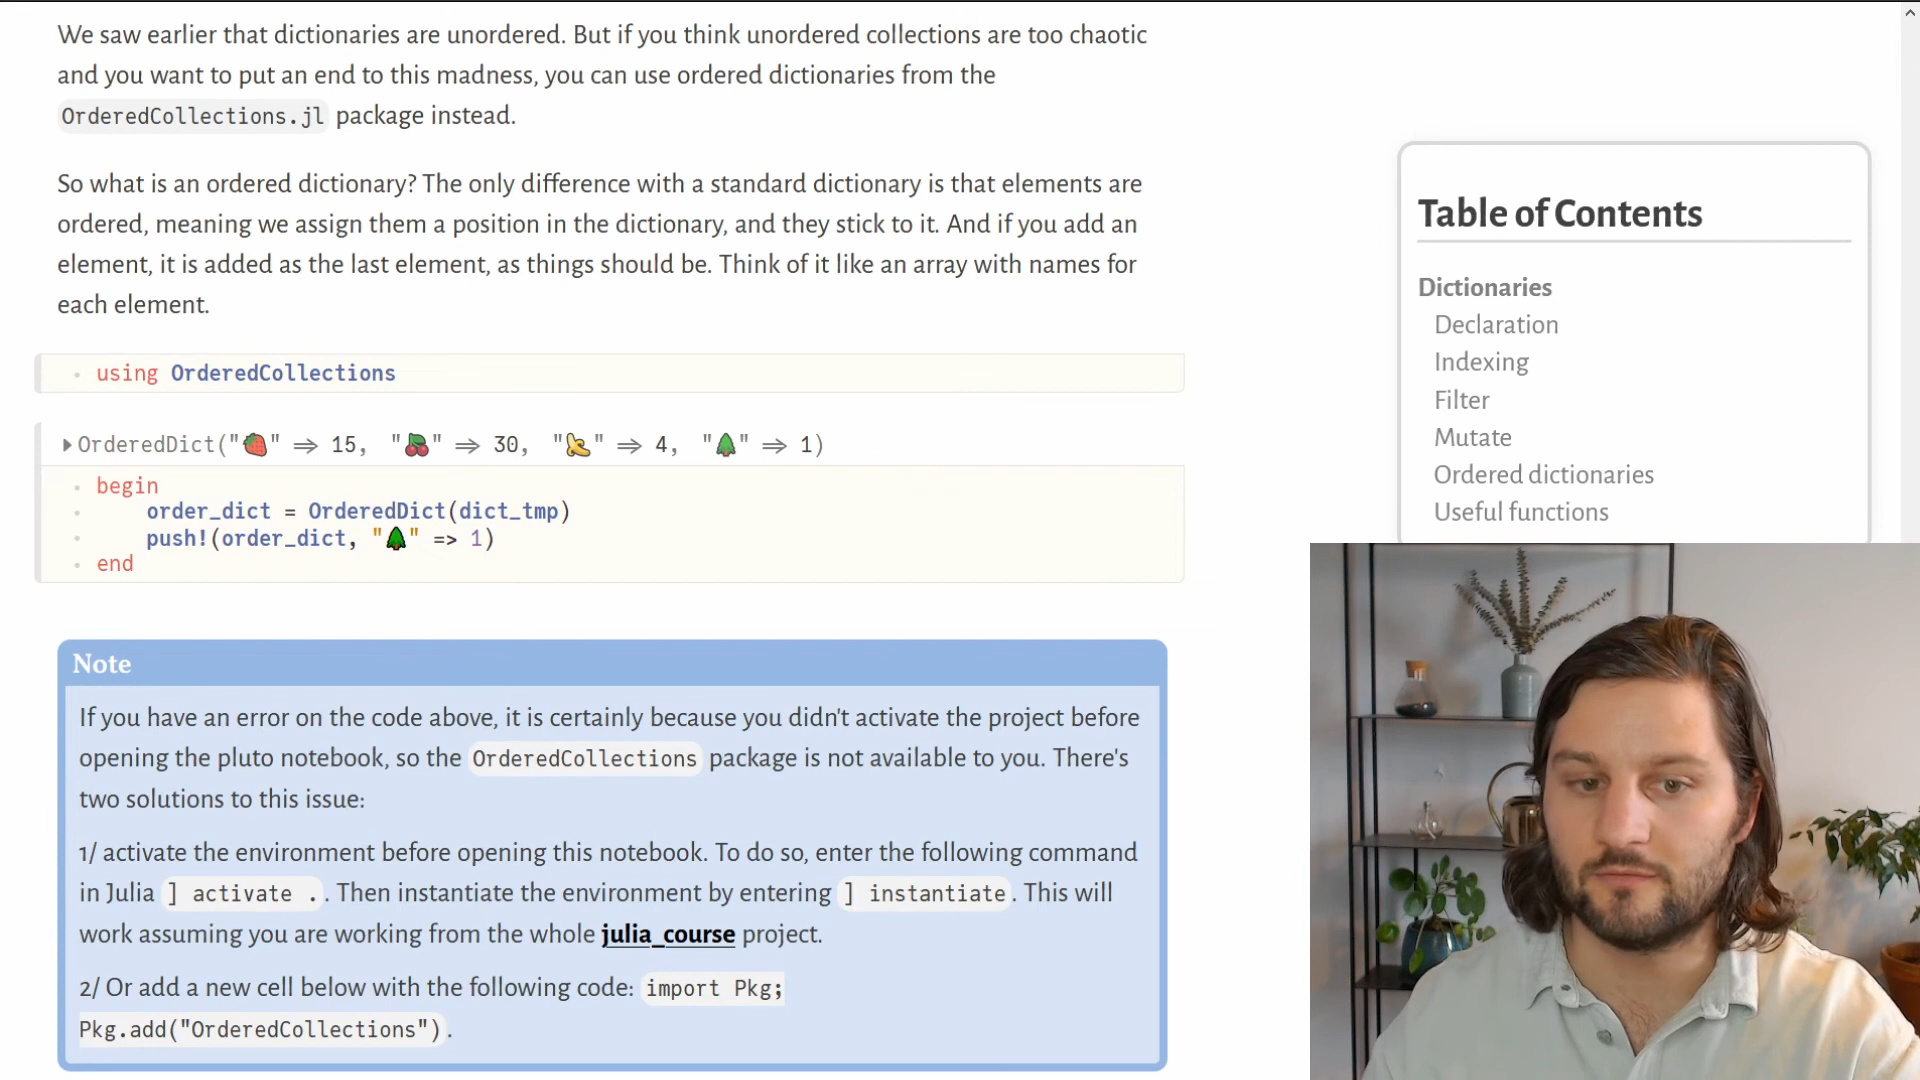 We saw earlier that dictionaries are unordered. But if you think unordered collections are too chaotic
and you want to put an end to this madness, you can use ordered dictionaries from the
OrderedCollections.jl package instead.
So what is an ordered dictionary? The only difference with a standard dictionary is that elements are
ordered, meaning we assign them a position in the dictionary, and they stick to it. And if you add an
element, it is added as the last element, as things should be. Think of it like an array with names for
each element.
using OrderedCollections
OrderedDict("🍓" ⇒ 15, "🍒" ⇒ 30, "🍌" ⇒ 4, "🌲" ⇒ 1)
begin
order_dict = OrderedDict(dict_tmp)
push!(order_dict, "🌲" => 1)
end
Note
If you have an error on the code above, it is certainly because you didn't activate the project before
opening the pluto notebook, so the OrderedCollections package is not available to you. There's
two solutions to this issue:
1/ activate the environment before opening this notebook. To do so, enter the following command
in Julia ] activate .. Then instantiate the environment by entering ] instantiate. This will
work assuming you are working from the whole julia_course project.
2/ Or add a new cell below with the following code: import Pkg;
Pkg.add("OrderedCollections").
Table of Contents
Dictionaries
Declaration
Indexing
Filter
Mutate
Ordered dictionaries
Useful functions